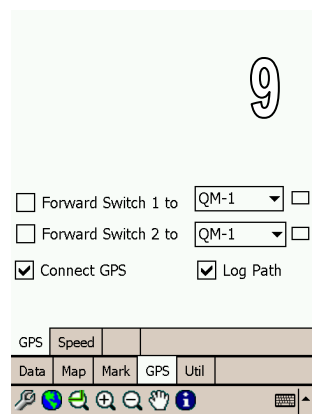 9
Forward Switch 1 to QM-1
Forward Switch 2 to QM-1
Connect GPS Log Path
GPS Speed
Data Map Mark GPS Util